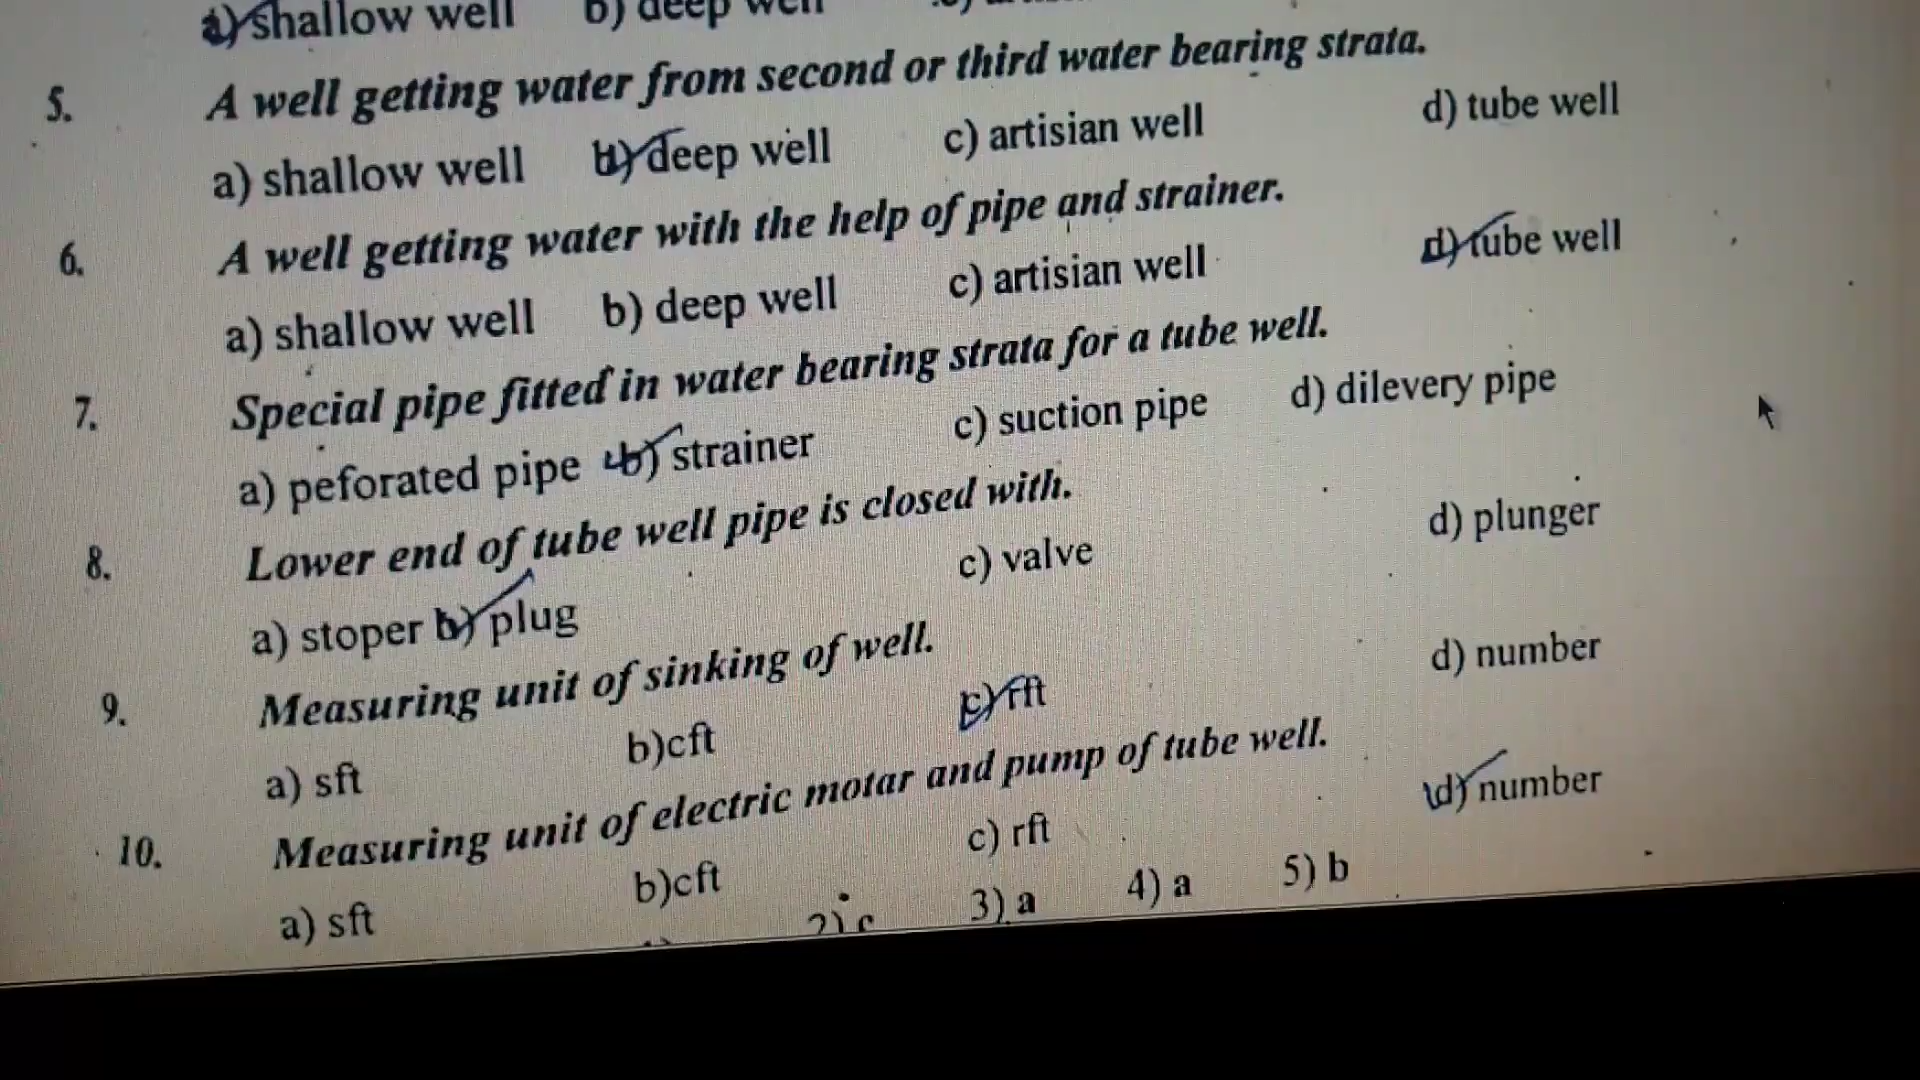 a) shallow well b) deep well
5. A well getting water from second or third water bearing strata.
a) shallow well b) deep well c) artisian well d) tube well
6. A well getting water with the help of pipe and strainer.
a) shallow well b) deep well c) artisian well d) tube well
7. Special pipe fitted in water bearing strata for a tube well.
a) peforated pipe b) strainer c) suction pipe d) dilevery pipe
8. Lower end of tube well pipe is closed with.
a) stoper b) plug c) valve d) plunger
9. Measuring unit of sinking of well.
a) sft b)cft c) rft d) number
10. Measuring unit of electric motar and pump of tube well.
a) sft b)cft c) rft d) number
2) c 3) a 4) a 5) b